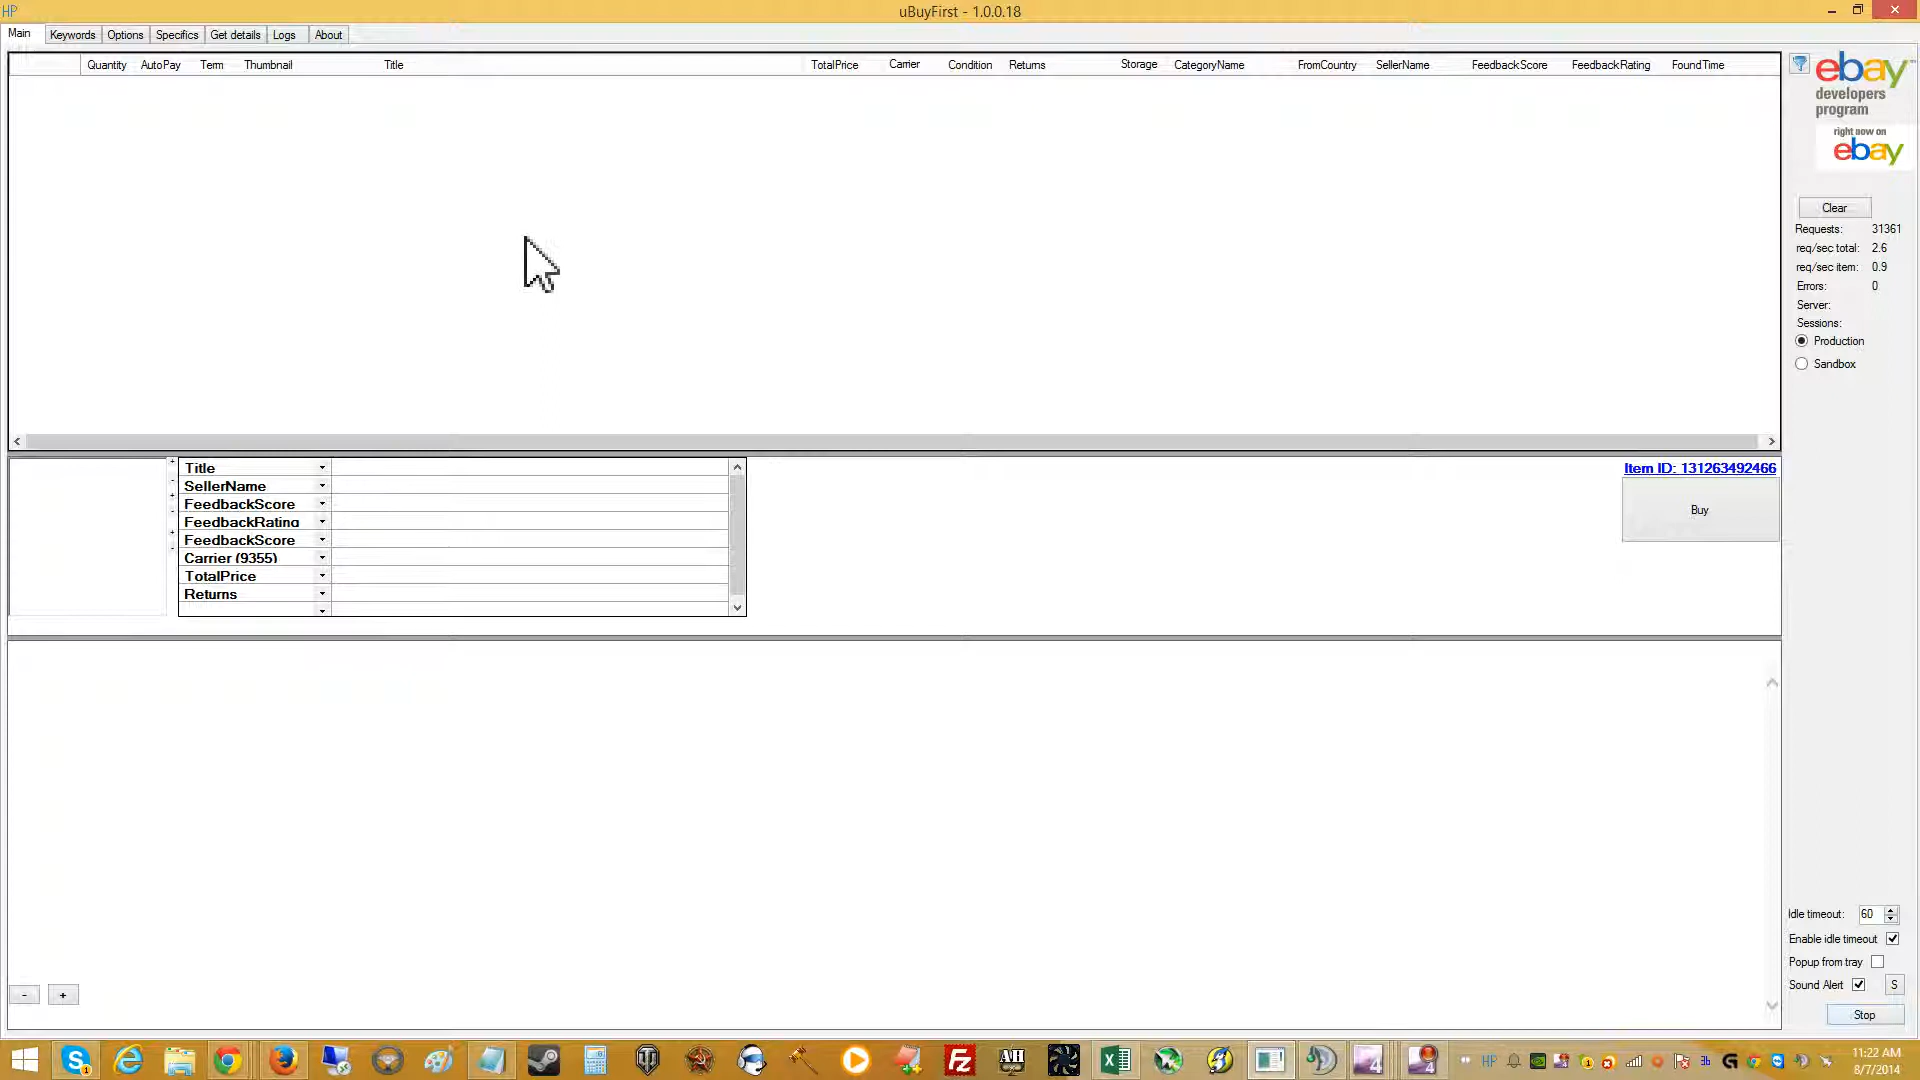 HP
uBuyFirst - 1.0.0.18
Main Keywords Options Specifics Get details Logs About
Quantity AutoPay Term Thumbnail Title TotalPrice Carrier Condition Returns Storage CategoryName FromCountry SellerName FeedbackScore FeedbackRating FoundTime
ebay
developers
program
right now on
ebay
Clear
Requests: 31361
req/sec total: 2.6
req/sec item: 0.9
Errors: 0
Server:
Sessions:
Production
Sandbox
Title
SellerName
FeedbackScore
FeedbackRating
FeedbackScore
Carrier (9355)
TotalPrice
Returns
Item ID: 131263492466
Buy
Idle timeout: 60
Enable idle timeout
Popup from tray
Sound Alert S
Stop
- +
11:22 AM
8/7/2014